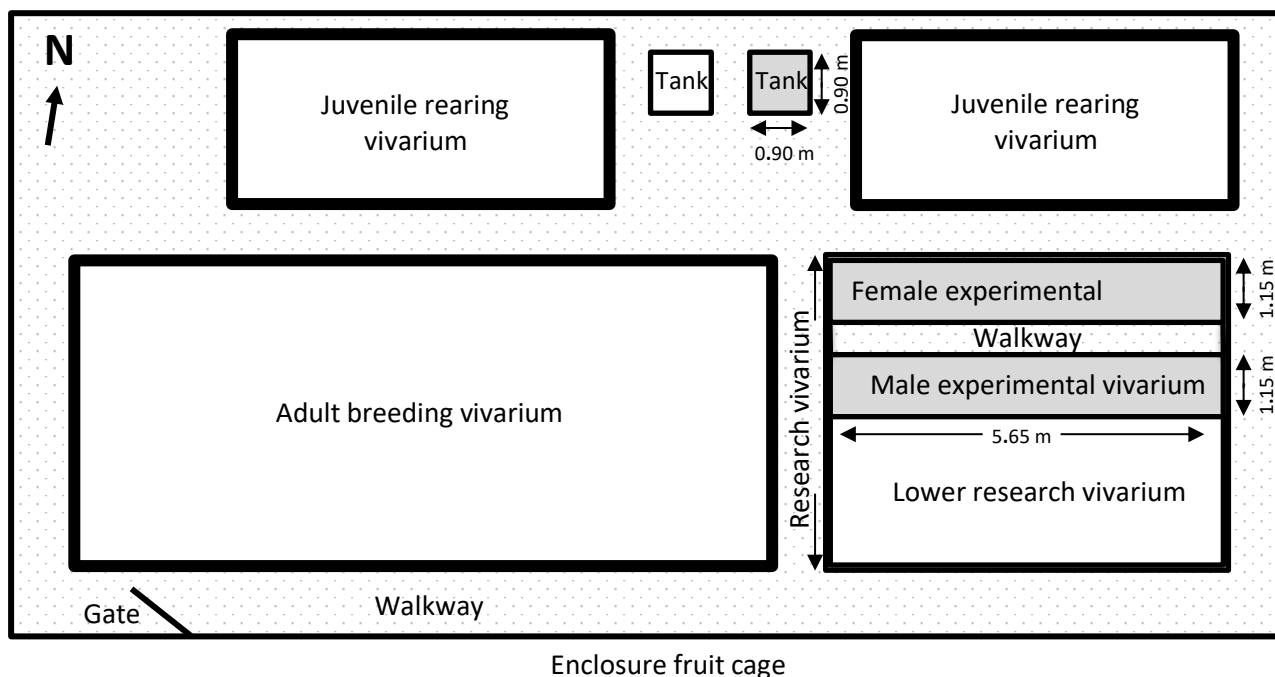 N
Juvenile rearing
vivarium
Tank
Tank
0.90 m
0.90 m
Juvenile rearing
vivarium
Adult breeding vivarium
Research vivarium
Female experimental
1.15 m
Walkway
Male experimental vivarium
1.15 m
5.65 m
Lower research vivarium
Gate
Walkway
Enclosure fruit cage